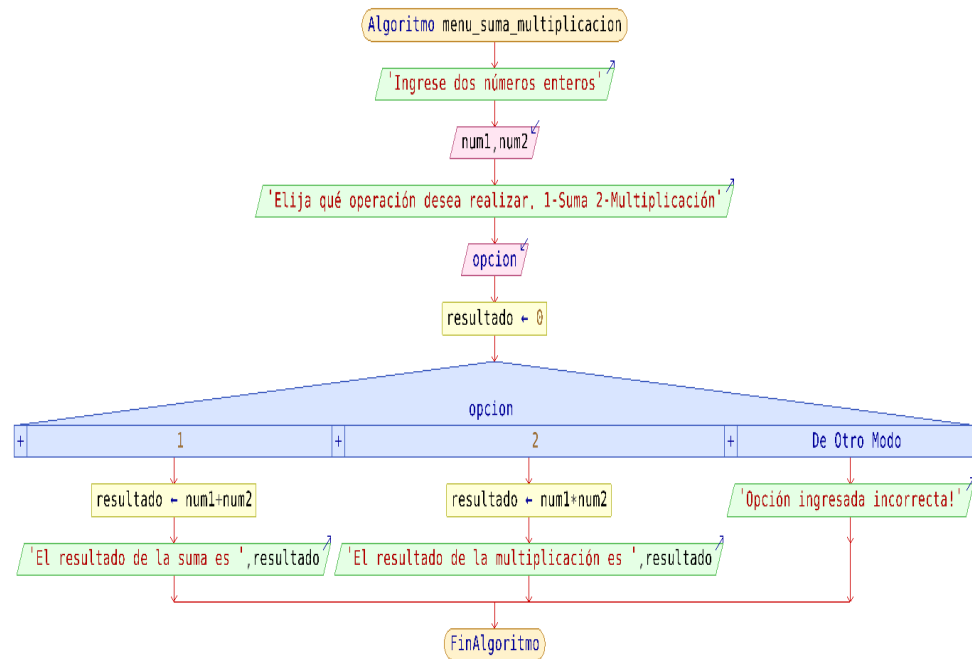 Algoritmo menu_suma_multiplicacion
'Ingrese dos números enteros'
num1,num2
'Elija qué operación desea realizar. 1-Suma 2-Multiplicación'
opcion
resultado ← 0
opcion
+ 1 + 2 + De Otro Modo
resultado ← num1+num2 resultado ← num1*num2 'Opción ingresada incorrecta!'
'El resultado de la suma es ',resultado 'El resultado de la multiplicación es ',resultado
FinAlgoritmo